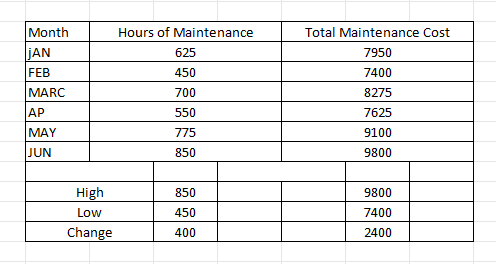 Month Hours of Maintenance Total Maintenance Cost
jAN 625 7950
FEB 450 7400
MARC 700 8275
AP 550 7625
MAY 775 9100
JUN 850 9800
High 850 9800
Low 450 7400
Change 400 2400